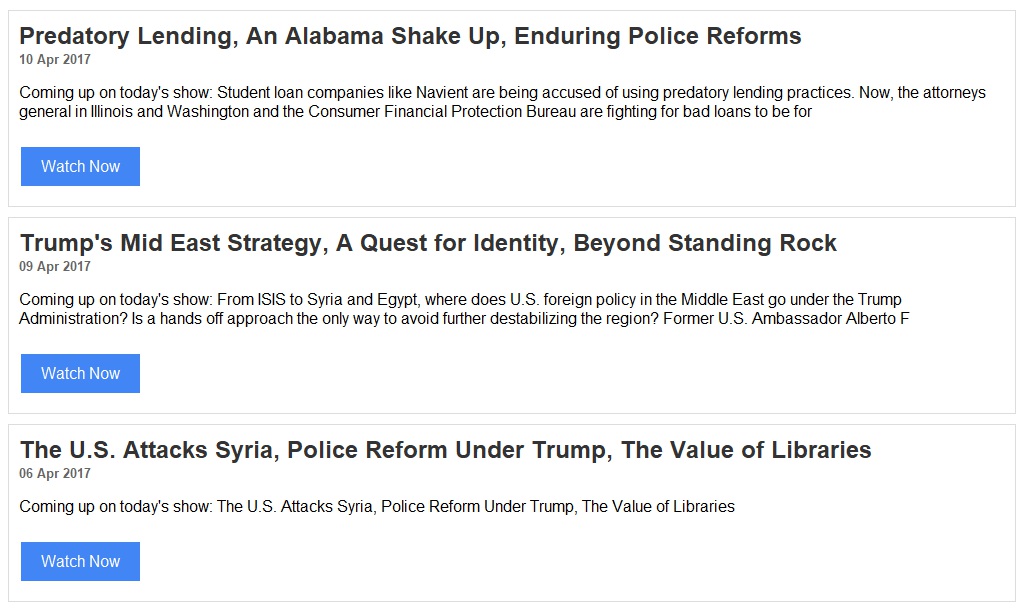 Predatory Lending, An Alabama Shake Up, Enduring Police Reforms
10 Apr 2017
Coming up on today's show: Student loan companies like Navient are being accused of using predatory lending practices. Now, the attorneys
general in Illinois and Washington and the Consumer Financial Protection Bureau are fighting for bad loans to be for
Watch Now
Trump's Mid East Strategy, A Quest for Identity, Beyond Standing Rock
09 Apr 2017
Coming up on today's show: From ISIS to Syria and Egypt, where does U.S. foreign policy in the Middle East go under the Trump
Administration? Is a hands off approach the only way to avoid further destabilizing the region? Former U.S. Ambassador Alberto F
Watch Now
The U.S. Attacks Syria, Police Reform Under Trump, The Value of Libraries
06 Apr 2017
Coming up on today's show: The U.S. Attacks Syria, Police Reform Under Trump, The Value of Libraries
Watch Now